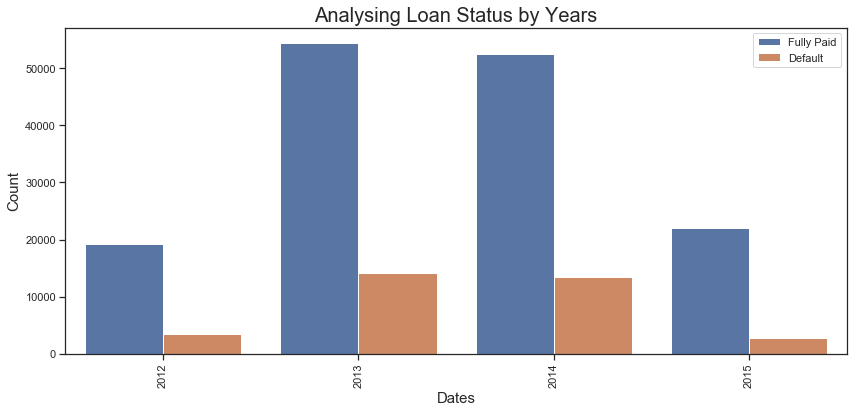 Analysing Loan Status by Years
Fully Paid
Default
Count
50000
40000
30000
20000
10000
0
2012
2013
2014
2015
Dates